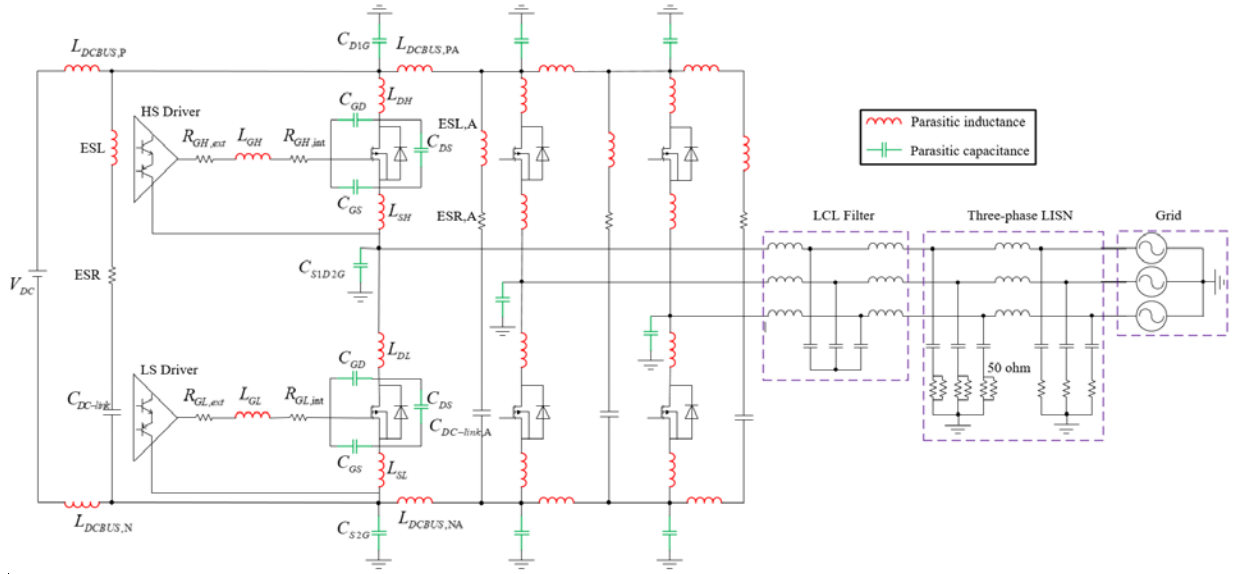 C_{D1G}
L_{DCBUS,P}
L_{DCBUS,PA}
L_{DH}
HS Driver
C_{GD}
R_{GH,ext}
L_{GH}
R_{GH,int}
C_{DS}
ESL,A
ESL
C_{GS}
L_{SH}
ESR,A
Parasitic inductance
Parasitic capacitance
LCL Filter
Three-phase LISN
Grid
V_{DC}
ESR
C_{S1D2G}
L_{DL}
LS Driver
C_{GD}
R_{GL,ext}
L_{GL}
R_{GL,int}
C_{DS}
C_{DC-link}
C_{DC-link,A}
C_{GS}
L_{SL}
50 ohm
L_{DCBUS,N}
L_{DCBUS,NA}
C_{S2G}